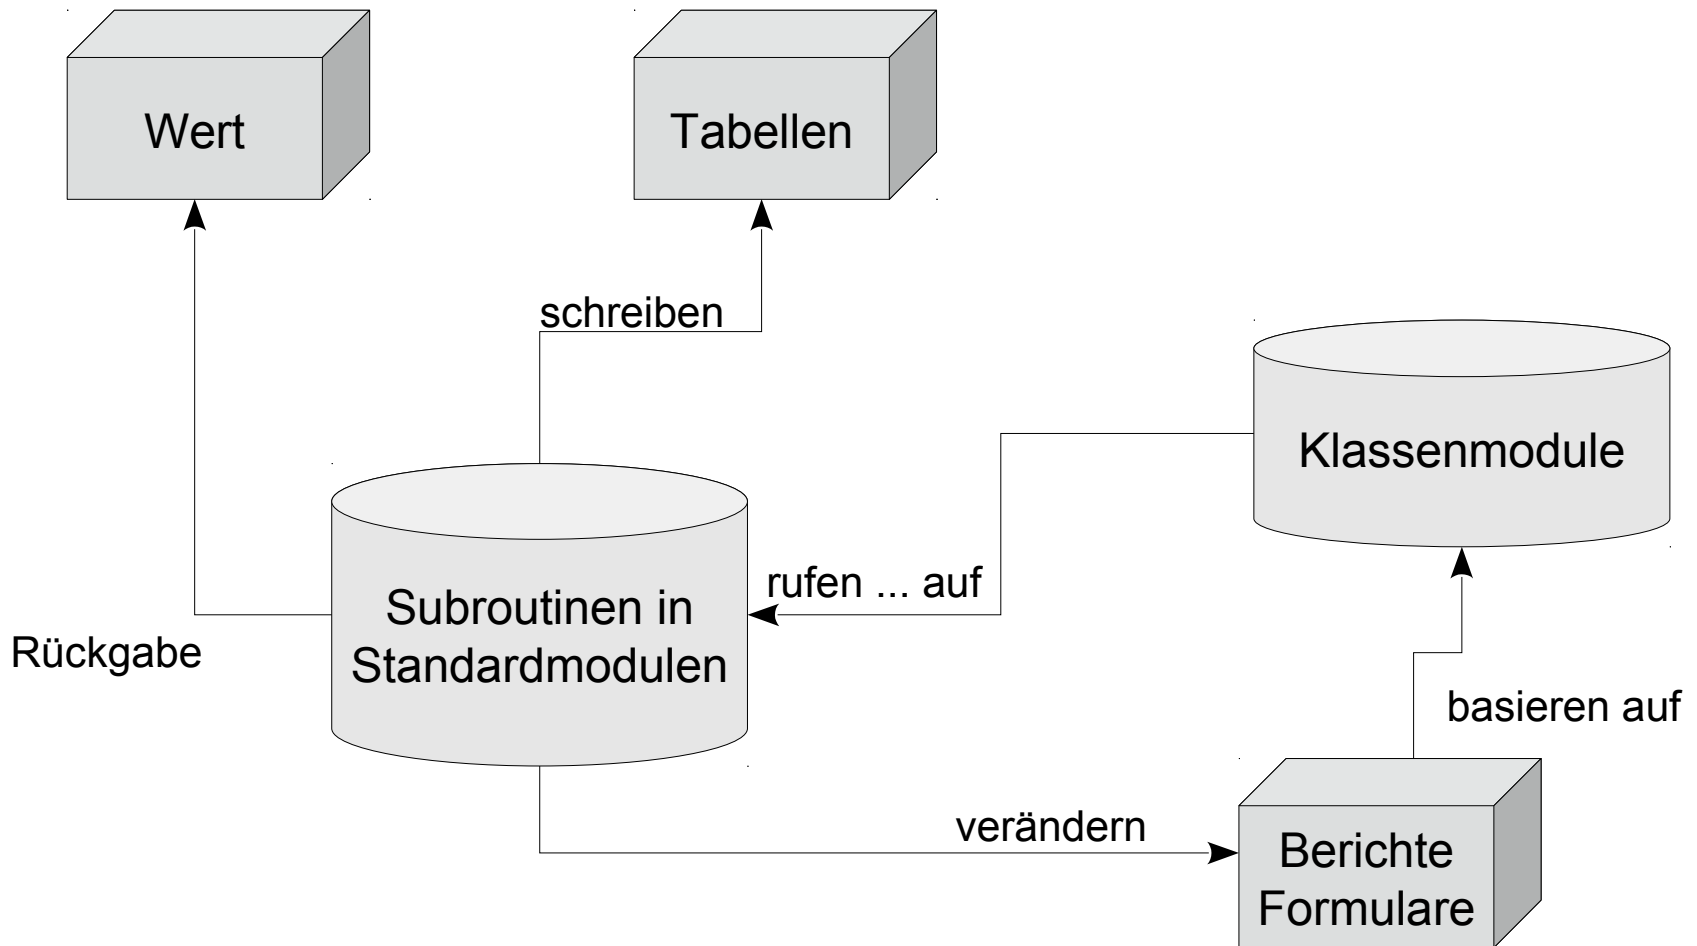 Wert
Tabellen
schreiben
Klassenmodule
rufen ... auf
Subroutinen in
Standardmodulen
Rückgabe
basieren auf
verändern
Berichte
Formulare